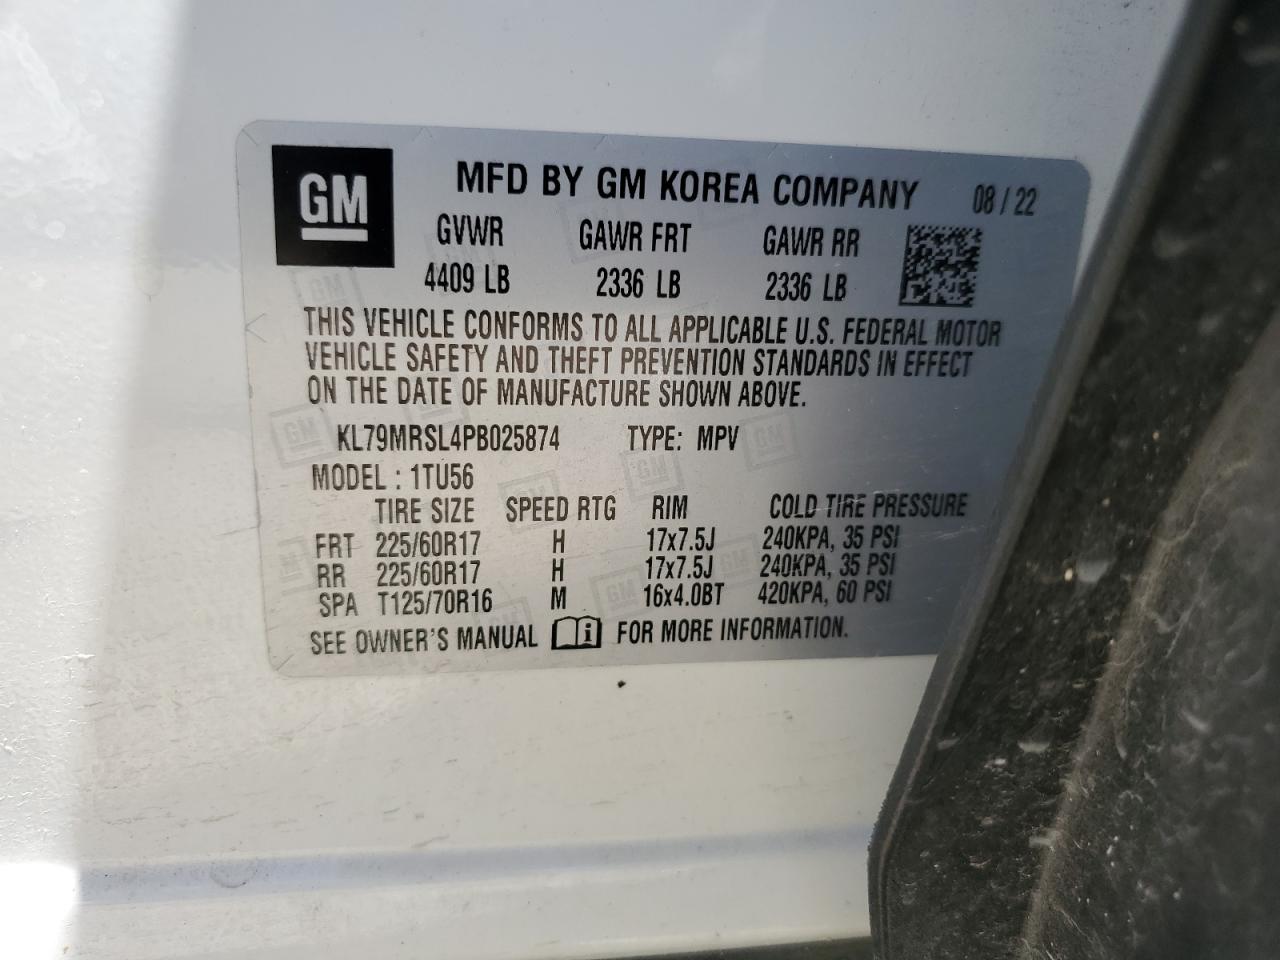 GM MFD BY GM KOREA COMPANY 08 / 22
GVWR GAWR FRT GAWR RR
4409 LB 2336 LB 2336 LB
THIS VEHICLE CONFORMS TO ALL APPLICABLE U.S. FEDERAL MOTOR
VEHICLE SAFETY AND THEFT PREVENTION STANDARDS IN EFFECT
ON THE DATE OF MANUFACTURE SHOWN ABOVE.
KL79MRSL4PB025874 TYPE: MPV
MODEL : 1TU56
TIRE SIZE SPEED RTG RIM COLD TIRE PRESSURE
FRT 225/60R17 H 17x7.5J 240KPA, 35 PSI
RR 225/60R17 H 17x7.5J 240KPA, 35 PSI
SPA T125/70R16 M 16x4.0BT 420KPA, 60 PSI
SEE OWNER'S MANUAL i FOR MORE INFORMATION.